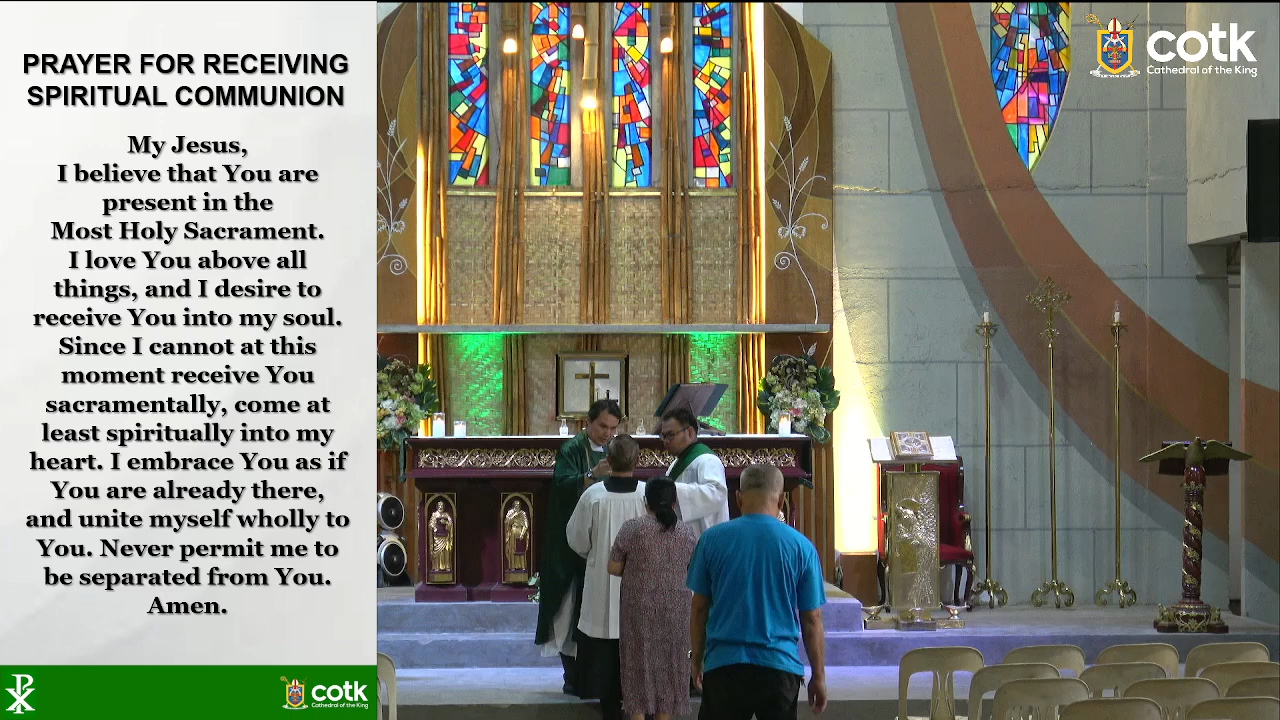 PRAYER FOR RECEIVING
SPIRITUAL COMMUNION
My Jesus,
I believe that You are
present in the
Most Holy Sacrament.
I love You above all
things, and I desire to
receive You into my soul.
Since I cannot at this
moment receive You
sacramentally, come at
least spiritually into my
heart. I embrace You as if
You are already there,
and unite myself wholly to
You. Never permit me to
be separated from You.
Amen.
cotk
Cathedral of the King
cotk
Cathedral of the King